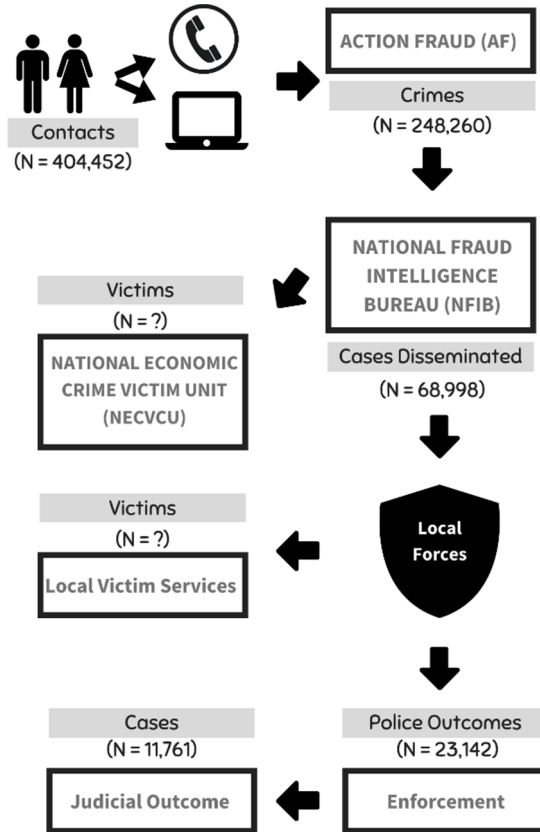 ACTION FRAUD (AF)
Contacts
(N = 404,452)
Crimes
(N = 248,260)
NATIONAL FRAUD
INTELLIGENCE
BUREAU (NFIB)
Victims
(N = ?)
NATIONAL ECONOMIC
CRIME VICTIM UNIT
(NECVCU)
Cases Disseminated
(N = 68,998)
Victims
(N = ?)
Local Victim Services
Local
Forces
Cases
(N = 11,761)
Police Outcomes
(N = 23,142)
Judicial Outcome
Enforcement